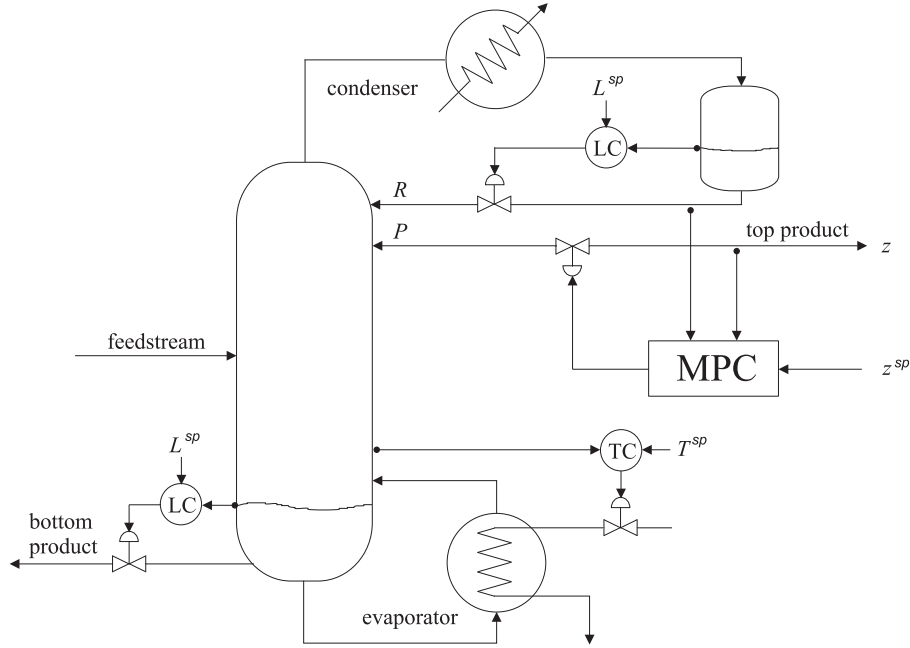 condenser
L sp
LC
R
P
top product
z
feedstream
MPC
z sp
L sp
TC
T sp
LC
bottom
product
evaporator